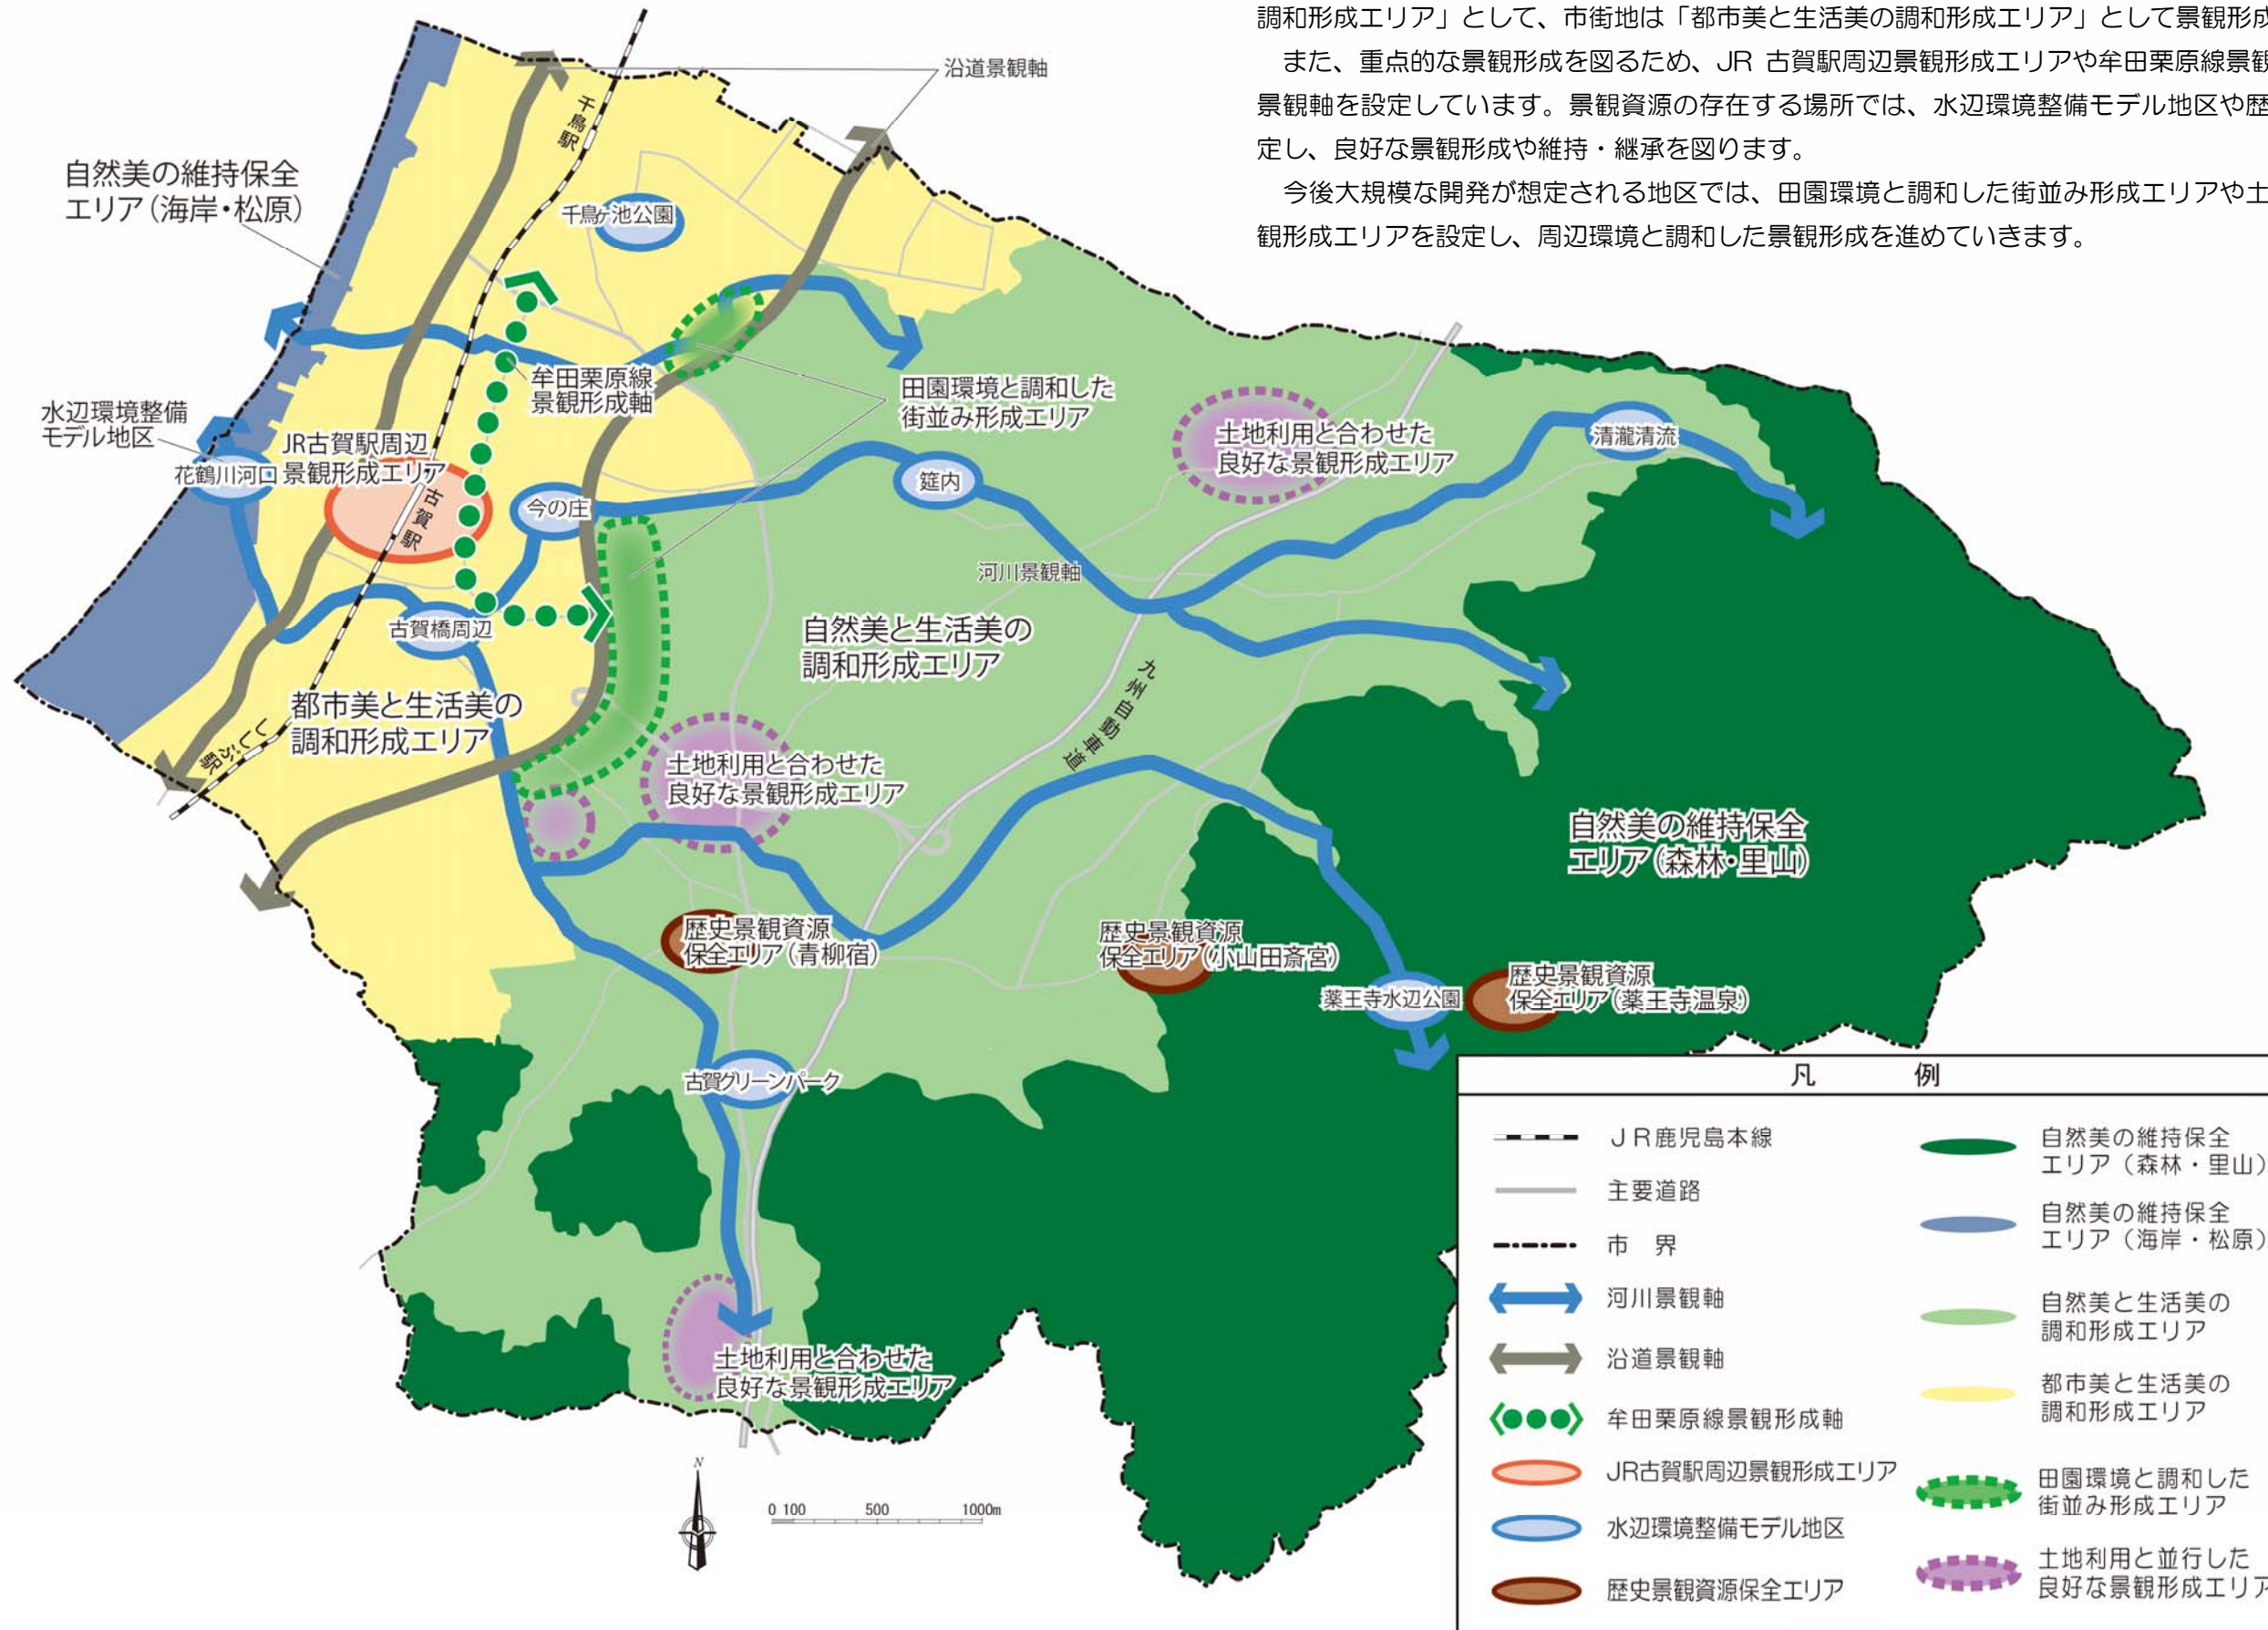 調和形成エリア」として、市街地は「都市美と生活美の調和形成エリア」として景観形成
また、重点的な景観形成を図るため、JR 古賀駅周辺景観形成エリアや牟田栗原線景観
景観軸を設定しています。景観資源の存在する場所では、水辺環境整備モデル地区や歴
定し、良好な景観形成や維持・継承を図ります。
今後大規模な開発が想定される地区では、田園環境と調和した街並み形成エリアや土
観形成エリアを設定し、周辺環境と調和した景観形成を進めていきます。
沿道景観軸
千鳥駅
自然美の維持保全
エリア(海岸・松原)
千鳥ヶ池公園
牟田栗原線
景観形成軸
田園環境と調和した
街並み形成エリア
水辺環境整備
モデル地区
花鶴川河口
JR古賀駅周辺
景観形成エリア
古賀駅
今の庄
筵内
土地利用と合わせた
良好な景観形成エリア
清瀧清流
河川景観軸
古賀橋周辺
自然美と生活美の
調和形成エリア
九州自動車道
都市美と生活美の
調和形成エリア
ししぶ駅
土地利用と合わせた
良好な景観形成エリア
自然美の維持保全
エリア(森林・里山)
歴史景観資源
保全エリア(青柳宿)
歴史景観資源
保全エリア(小山田斎宮)
薬王寺水辺公園
歴史景観資源
保全エリア(薬王寺温泉)
古賀グリーンパーク
土地利用と合わせた
良好な景観形成エリア
N
0 100 500 1000m
凡 例
JR鹿児島本線
主要道路
市 界
河川景観軸
沿道景観軸
牟田栗原線景観形成軸
JR古賀駅周辺景観形成エリア
水辺環境整備モデル地区
歴史景観資源保全エリア
自然美の維持保全
エリア(森林・里山)
自然美の維持保全
エリア(海岸・松原)
自然美と生活美の
調和形成エリア
都市美と生活美の
調和形成エリア
田園環境と調和した
街並み形成エリア
土地利用と並行した
良好な景観形成エリア